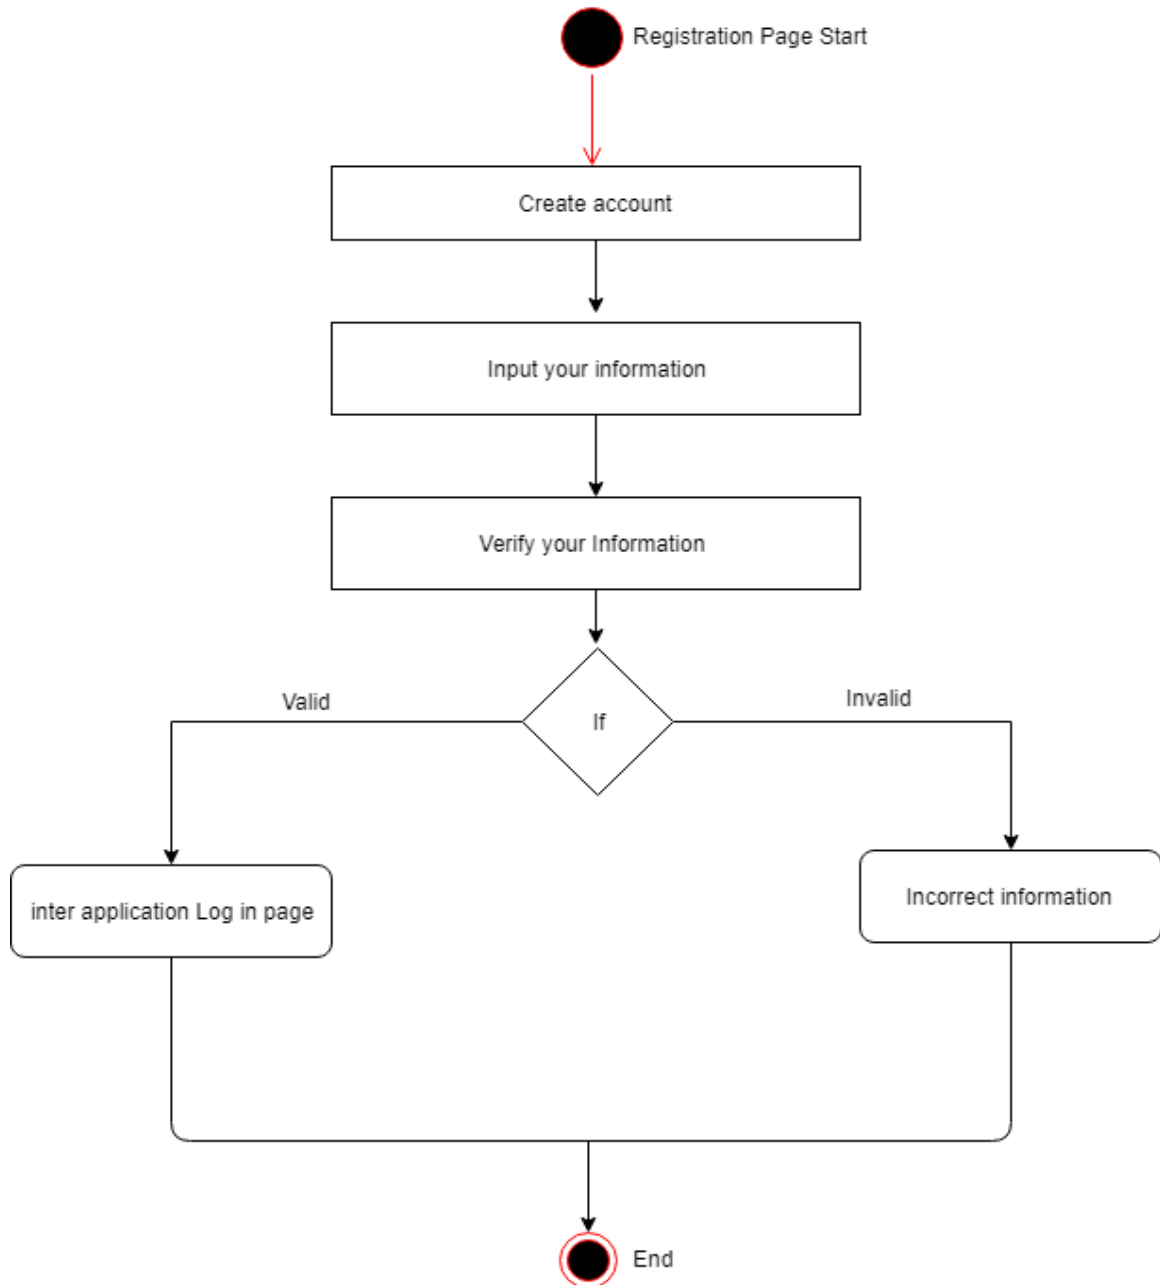 Registration Page Start
Create account
Input your information
Verify your Information
Valid
If
Invalid
inter application Log in page
Incorrect information
End